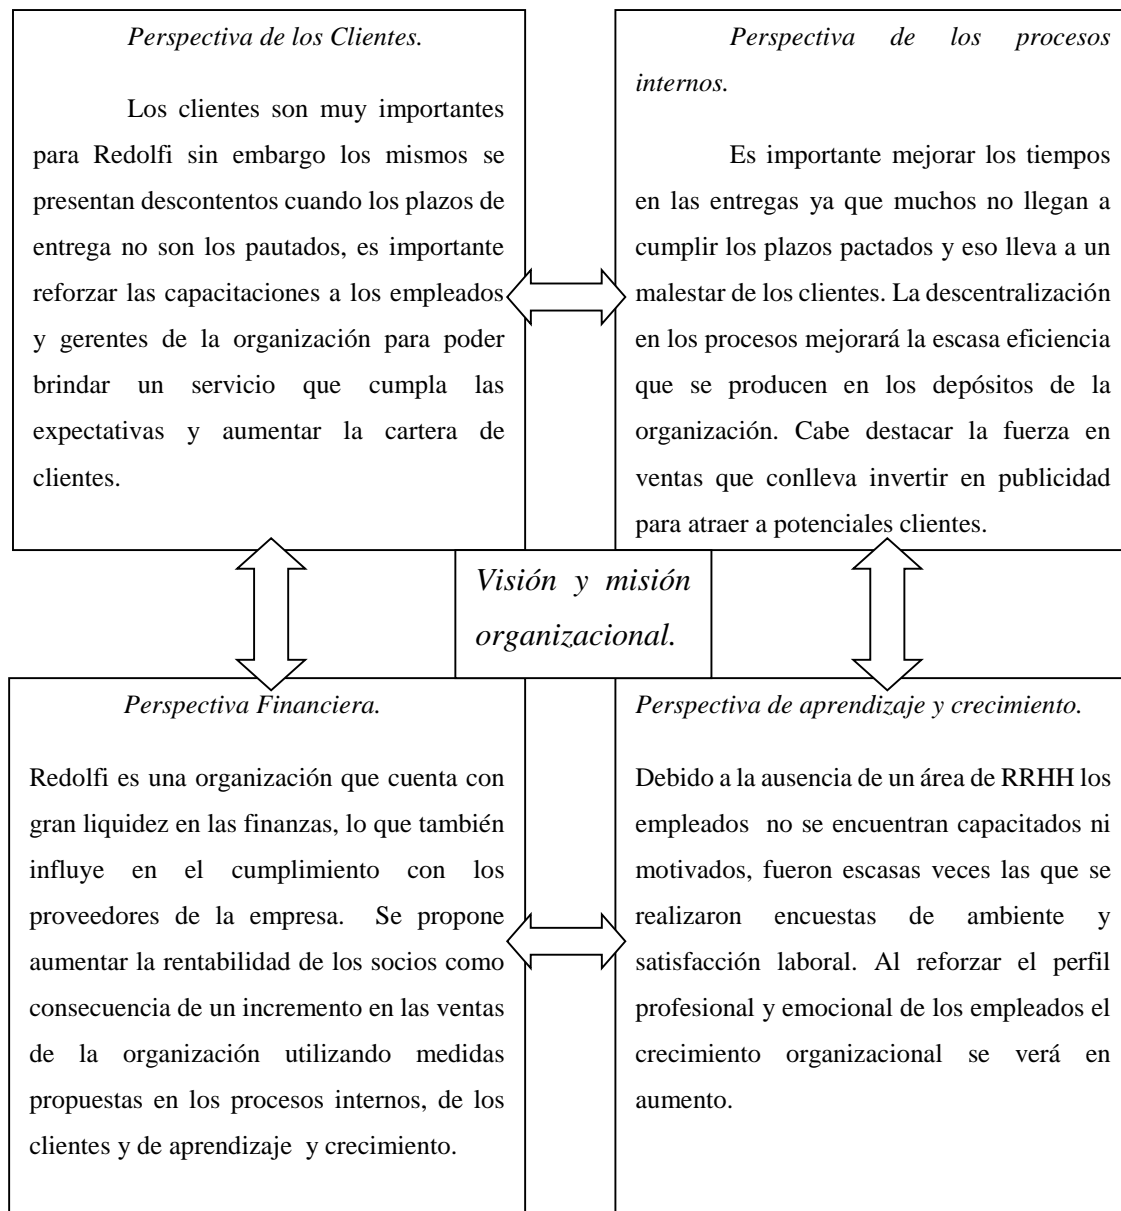 Perspectiva de los Clientes.
Los clientes son muy importantes
para Redolfi sin embargo los mismos se
presentan descontentos cuando los plazos de
entrega no son los pautados, es importante
reforzar las capacitaciones a los empleados
y gerentes de la organización para poder
brindar un servicio que cumpla las
expectativas y aumentar la cartera de
clientes.
Perspectiva de los procesos
internos.
Es importante mejorar los tiempos
en las entregas ya que muchos no llegan a
cumplir los plazos pactados y eso lleva a un
malestar de los clientes. La descentralización
en los procesos mejorará la escasa eficiencia
que se producen en los depósitos de la
organización. Cabe destacar la fuerza en
ventas que conlleva invertir en publicidad
para atraer a potenciales clientes.
Visión y misión
organizacional.
Perspectiva Financiera.
Redolfi es una organización que cuenta con
gran liquidez en las finanzas, lo que también
influye en el cumplimiento con los
proveedores de la empresa. Se propone
aumentar la rentabilidad de los socios como
consecuencia de un incremento en las ventas
de la organización utilizando medidas
propuestas en los procesos internos, de los
clientes y de aprendizaje y crecimiento.
Perspectiva de aprendizaje y crecimiento.
Debido a la ausencia de un área de RRHH los
empleados no se encuentran capacitados ni
motivados, fueron escasas veces las que se
realizaron encuestas de ambiente y
satisfacción laboral. Al reforzar el perfil
profesional y emocional de los empleados el
crecimiento organizacional se verá en
aumento.